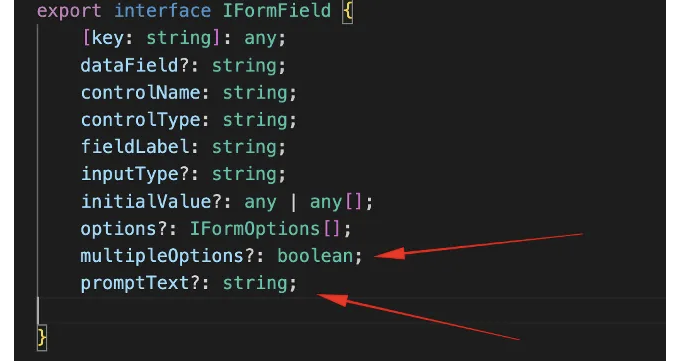 export interface IFormField {
[key: string]: any;
dataField?: string;
controlName: string;
controlType: string;
fieldLabel: string;
inputType?: string;
initialValue?: any | any[];
options?: IFormOptions[];
multipleOptions?: boolean;
promptText?: string;
}